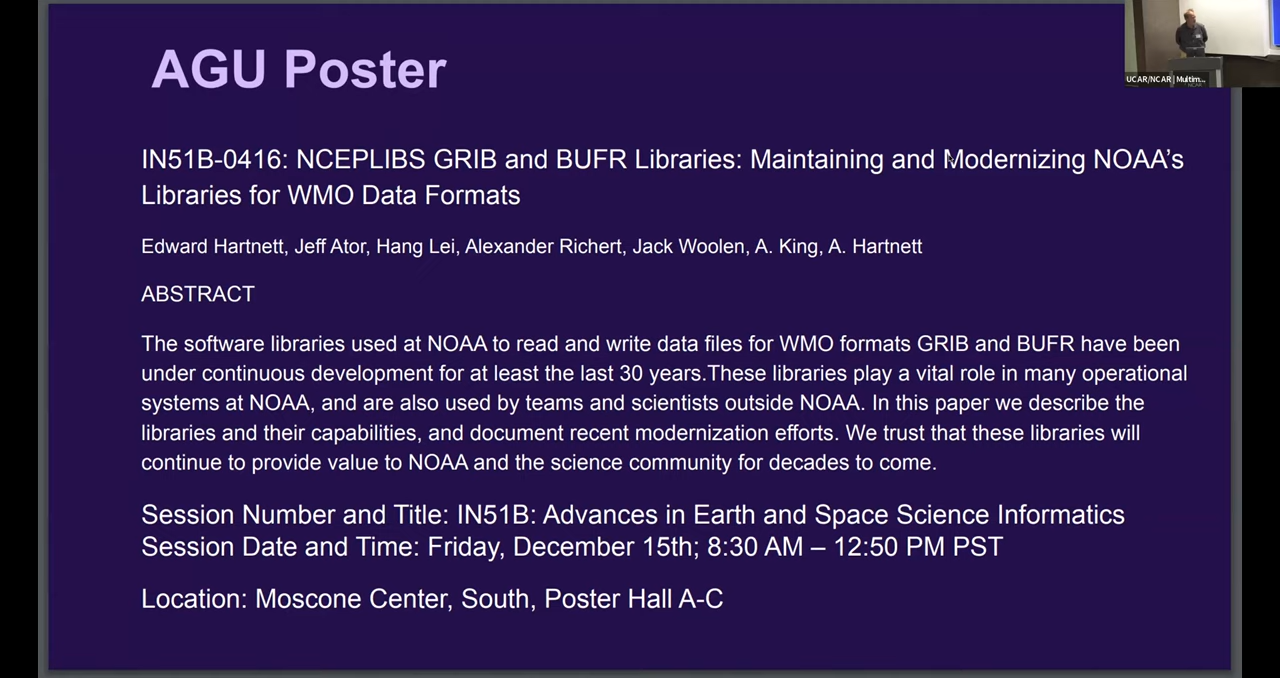 AGU Poster
UCAR/NCAR | Multim...
IN51B-0416: NCEPLIBS GRIB and BUFR Libraries: Maintaining and Modernizing NOAA’s
Libraries for WMO Data Formats
Edward Hartnett, Jeff Ator, Hang Lei, Alexander Richert, Jack Woolen, A. King, A. Hartnett
ABSTRACT
The software libraries used at NOAA to read and write data files for WMO formats GRIB and BUFR have been
under continuous development for at least the last 30 years.These libraries play a vital role in many operational
systems at NOAA, and are also used by teams and scientists outside NOAA. In this paper we describe the
libraries and their capabilities, and document recent modernization efforts. We trust that these libraries will
continue to provide value to NOAA and the science community for decades to come.
Session Number and Title: IN51B: Advances in Earth and Space Science Informatics
Session Date and Time: Friday, December 15th; 8:30 AM – 12:50 PM PST
Location: Moscone Center, South, Poster Hall A-C